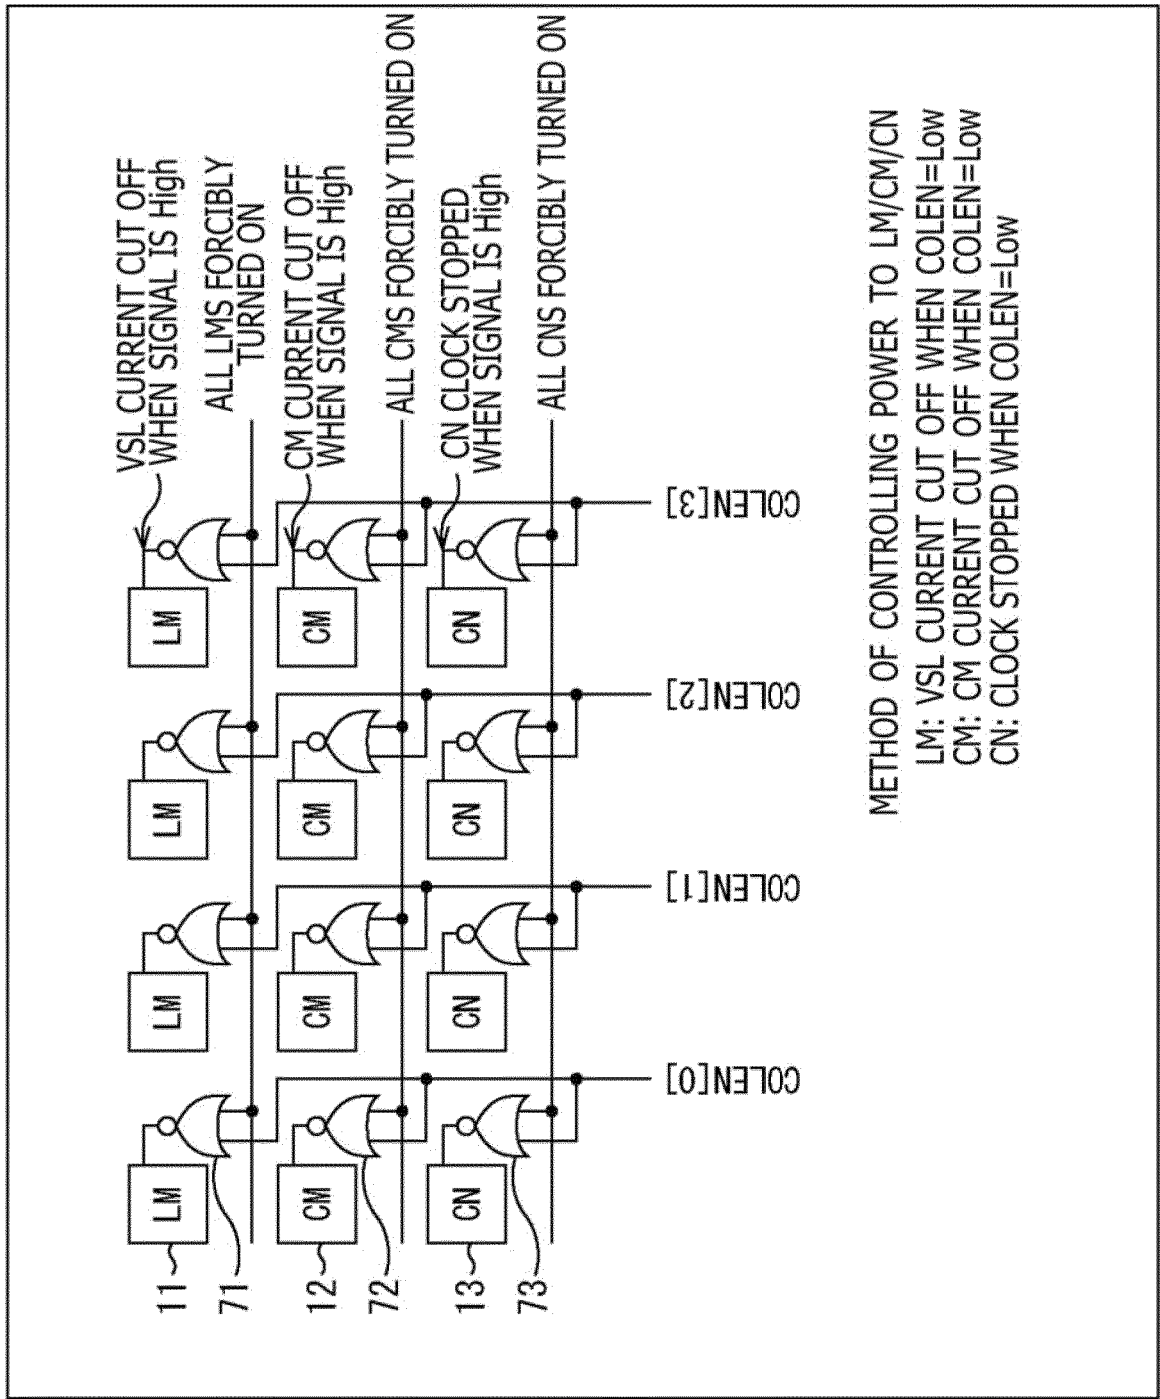 VSL CURRENT CUT OFF
WHEN SIGNAL IS High
ALL LMS FORCIBLY
TURNED ON
CM CURRENT CUT OFF
WHEN SIGNAL IS High
ALL CMS FORCIBLY TURNED ON
CN CLOCK STOPPED
WHEN SIGNAL IS High
ALL CNS FORCIBLY TURNED ON
11
LM
LM
LM
LM
71
12
CM
CM
CM
CM
72
13
CN
CN
CN
CN
73
COLEN[0]
COLEN[1]
COLEN[2]
COLEN[3]
METHOD OF CONTROLLING POWER TO LM/CM/CN
LM: VSL CURRENT CUT OFF WHEN COLEN=Low
CM: CM CURRENT CUT OFF WHEN COLEN=Low
CN: CLOCK STOPPED WHEN COLEN=Low